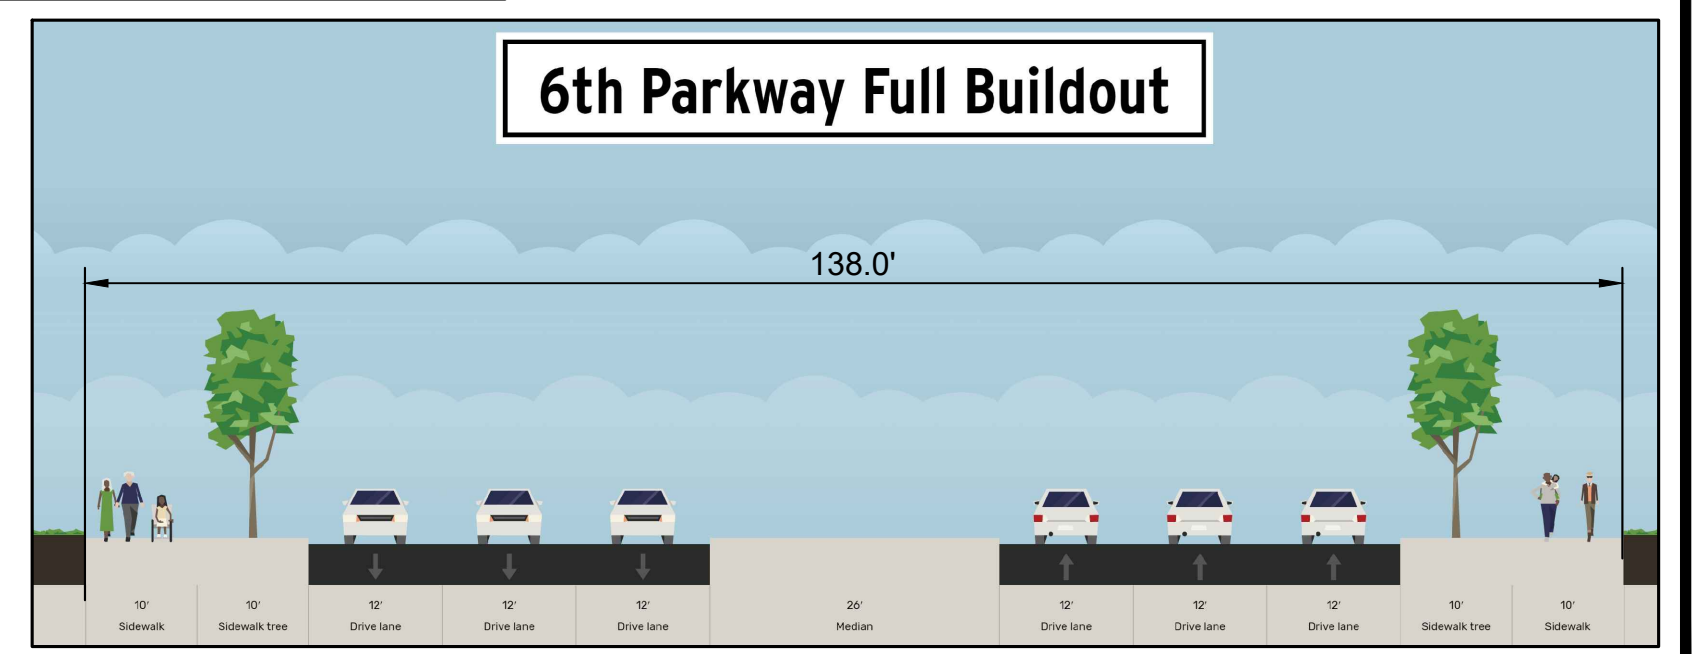 6th Parkway Full Buildout
138.0'
10' 10' 12' 12' 12' 26' 12' 12' 12' 10' 10'
Sidewalk Sidewalk tree Drive lane Drive lane Drive lane Median Drive lane Drive lane Drive lane Sidewalk tree Sidewalk